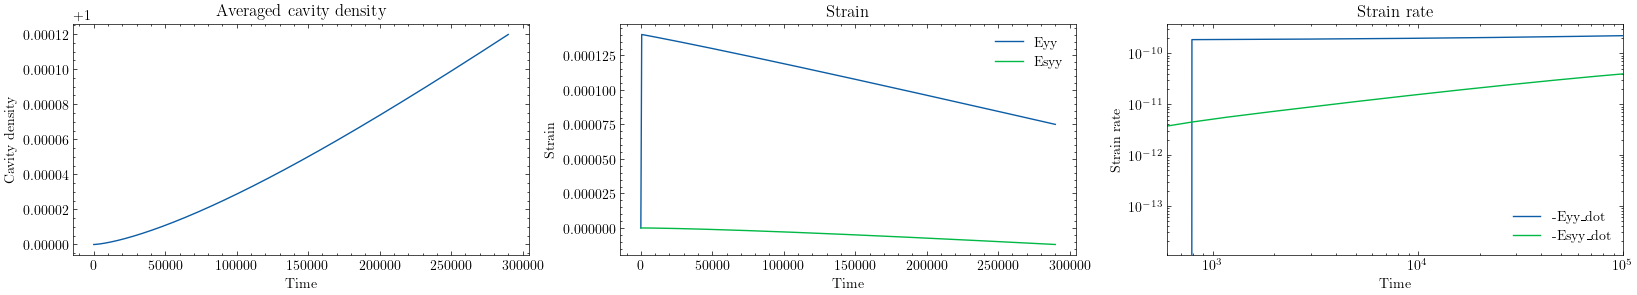 Averaged cavity density
+1
0.00012
0.00010
0.00008
0.00006
0.00004
0.00002
0.00000
Cavity density
0
50000
100000
150000
200000
250000
300000
Time
Strain
0.000125
0.000100
0.000075
0.000050
0.000025
0.000000
Strain
Eyy
Esyy
0
50000
100000
150000
200000
250000
300000
Time
Strain rate
10⁻¹⁰
10⁻¹¹
10⁻¹²
10⁻¹³
Strain rate
-Eyy_dot
-Esyy_dot
10³
10⁴
10⁵
Time